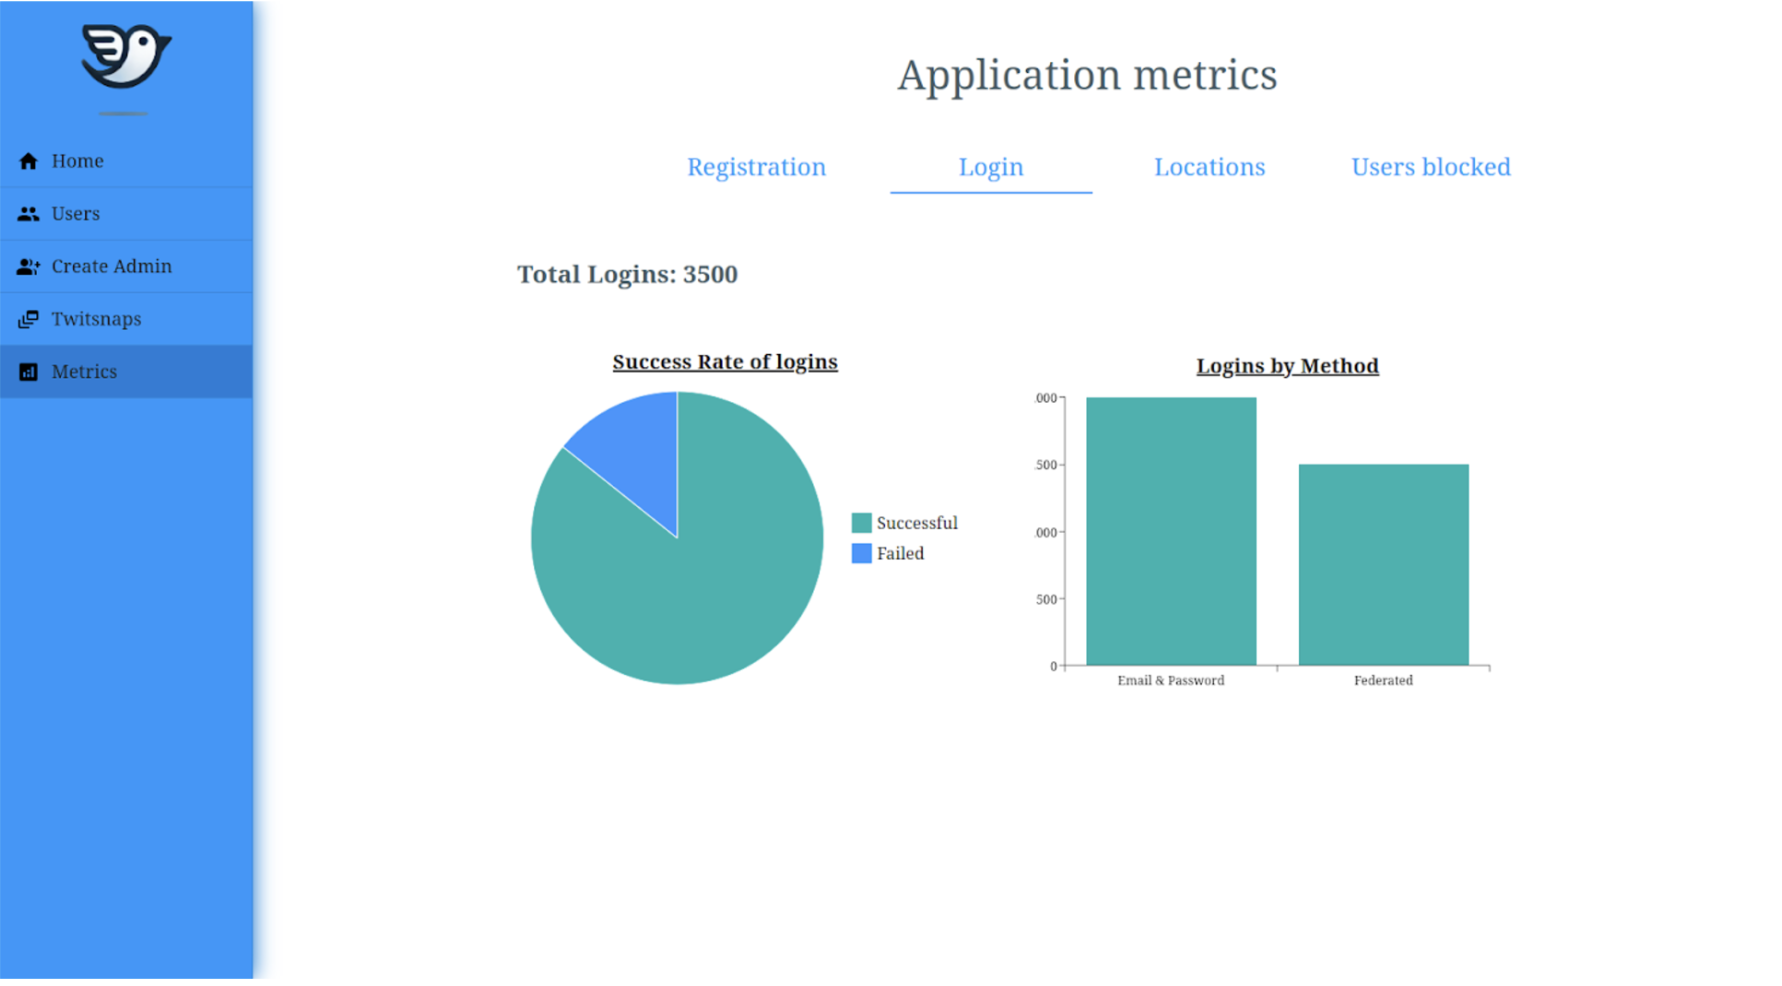 Application metrics
Home
Users
Create Admin
Twitsnaps
Metrics
Registration Login Locations Users blocked
Total Logins: 3500
Success Rate of logins
Successful
Failed
Logins by Method
000
500
000
500
0
Email & Password Federated